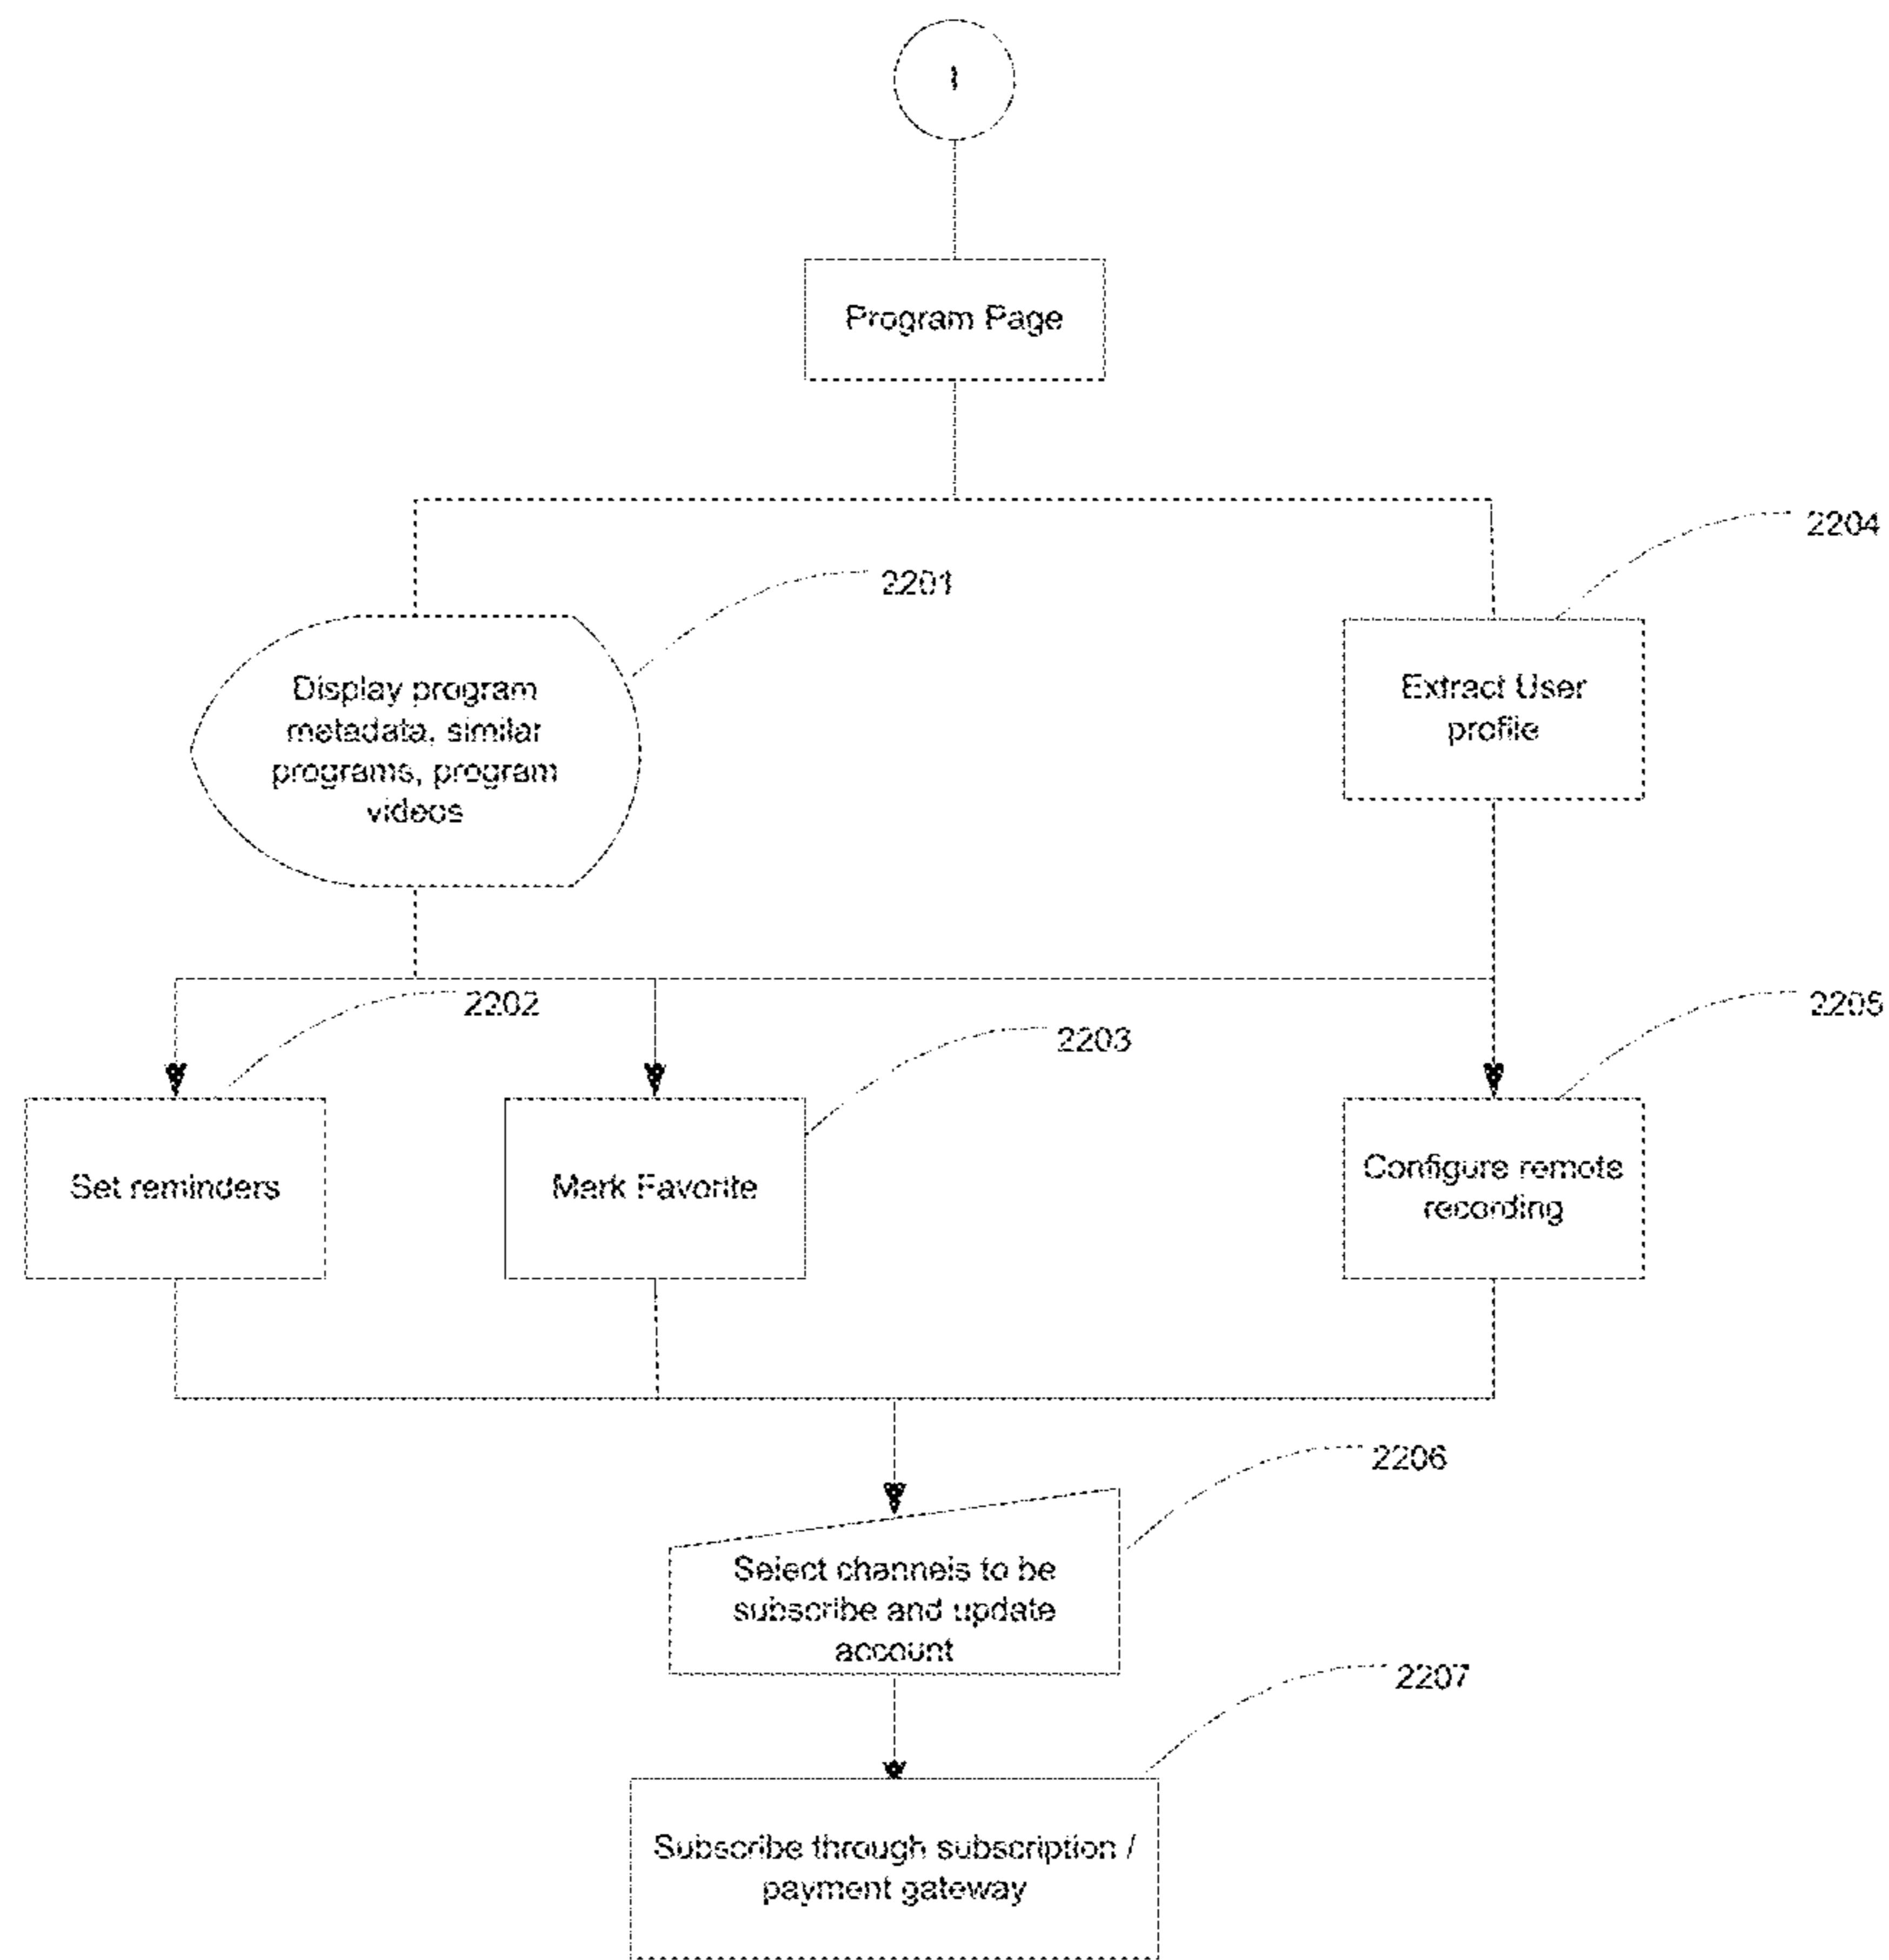 1
Program Page
2204
2201
Display program
metadata, similar
programs, program
videos
Extract User
profile
2202
2203
2205
Set reminders
Mark Favorite
Configure remote
recording
2206
Select channels to be
subscribe and update
account
2207
Subscribe through subscription /
payment gateway